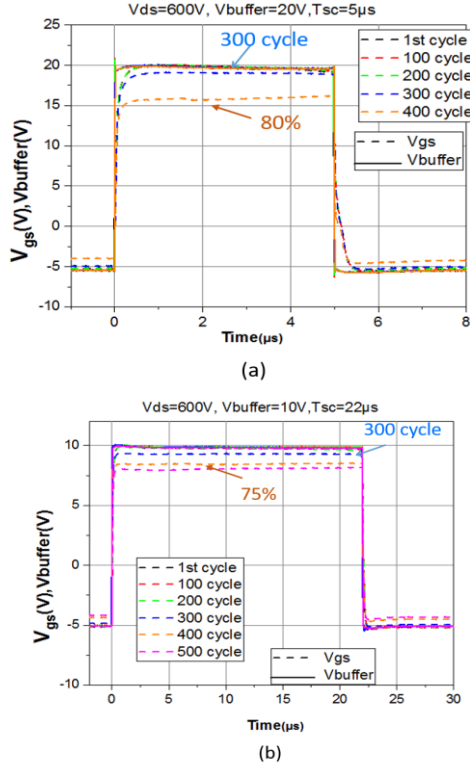 Vds=600V, Vbuffer=20V,Tsc=5µs
25
20
15
10
5
0
-5
-10
Vgs(V),Vbuffer(V)
300 cycle
80%
1st cycle
100 cycle
200 cycle
300 cycle
400 cycle
Vgs
Vbuffer
0 2 4 6 8
Time(µs)
(a)
Vds=600V, Vbuffer=10V,Tsc=22µs
10
5
0
-5
-10
Vgs(V),Vbuffer(V)
300 cycle
75%
1st cycle
100 cycle
200 cycle
300 cycle
400 cycle
500 cycle
Vgs
Vbuffer
0 5 10 15 20 25 30
Time(µs)
(b)